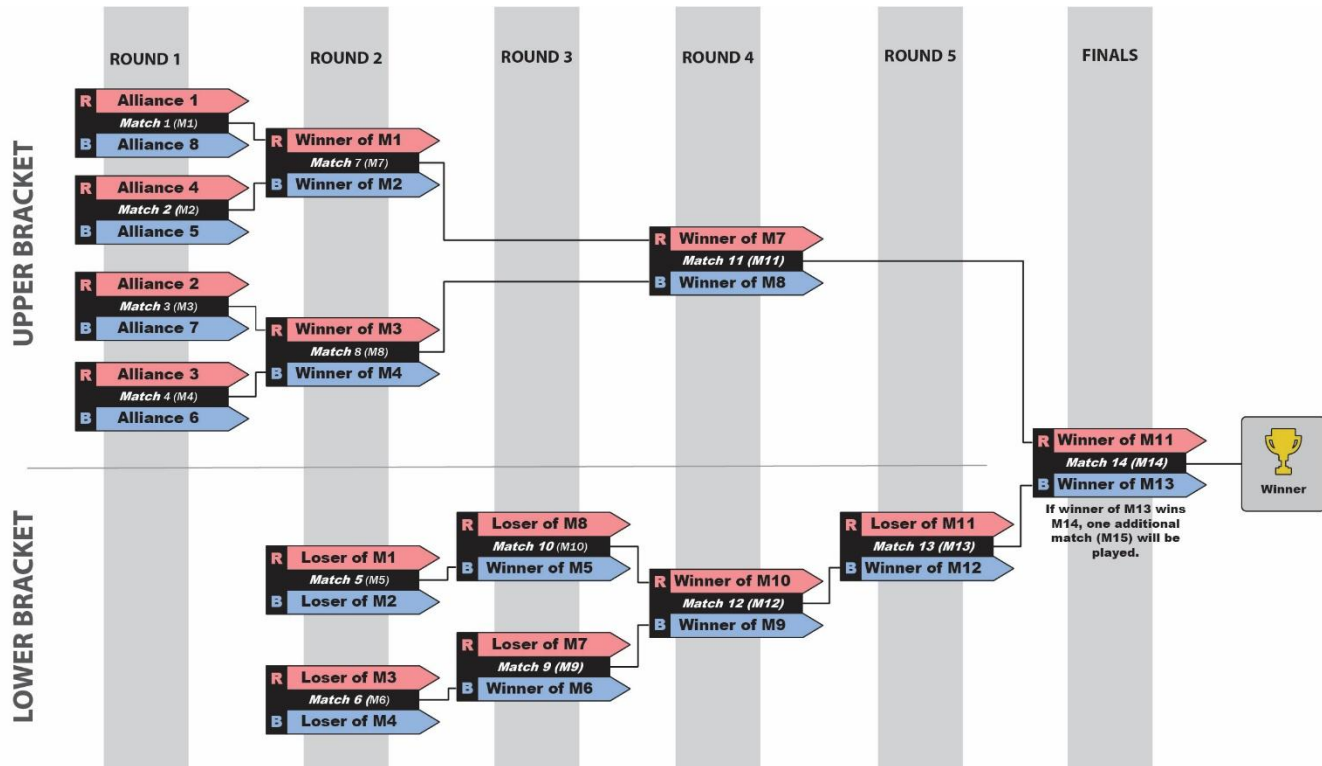 ROUND 1
ROUND 2
ROUND 3
ROUND 4
ROUND 5
FINALS
UPPER BRACKET
R Alliance 1
Match 1 (M1)
B Alliance 8
R Alliance 4
Match 2 (M2)
B Alliance 5
R Alliance 2
Match 3 (M3)
B Alliance 7
R Alliance 3
Match 4 (M4)
B Alliance 6
R Winner of M1
Match 7 (M7)
B Winner of M2
R Winner of M3
Match 8 (M8)
B Winner of M4
R Winner of M7
Match 11 (M11)
B Winner of M8
LOWER BRACKET
R Loser of M1
Match 5 (M5)
B Loser of M2
R Loser of M3
Match 6 (M6)
B Loser of M4
R Loser of M8
Match 10 (M10)
B Winner of M5
R Loser of M7
Match 9 (M9)
B Winner of M6
R Winner of M10
Match 12 (M12)
B Winner of M9
R Loser of M11
Match 13 (M13)
B Winner of M12
R Winner of M11
Match 14 (M14)
B Winner of M13
If winner of M13 wins
M14, one additional
match (M15) will be
played.
Winner